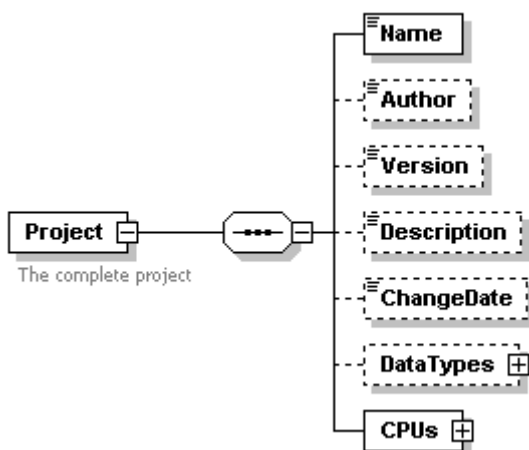 Name
Author
Version
Project
The complete project
Description
ChangeDate
DataTypes
CPUs